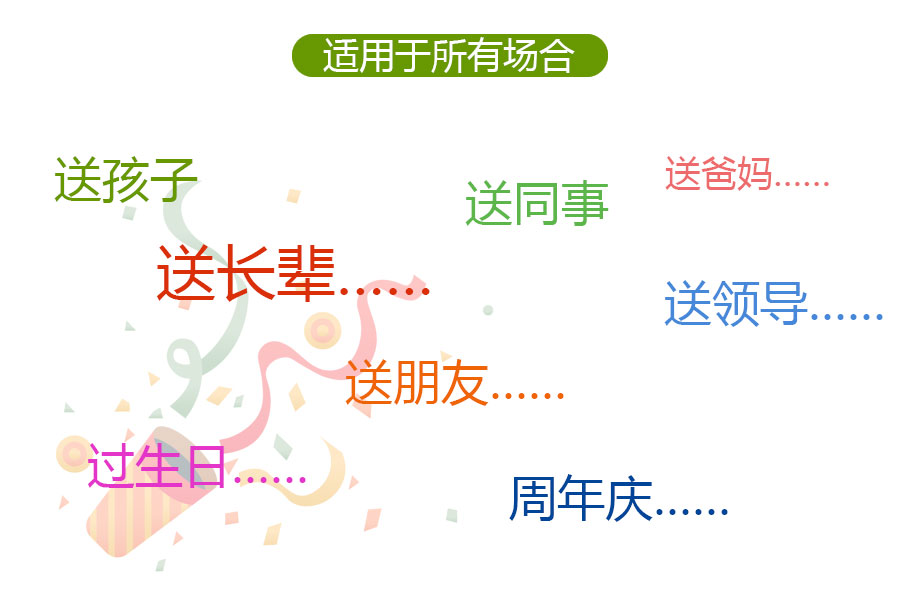 适用于所有场合
送孩子
送爸妈……
送同事
送长辈……
送领导……
送朋友……
过生日……
周年庆……